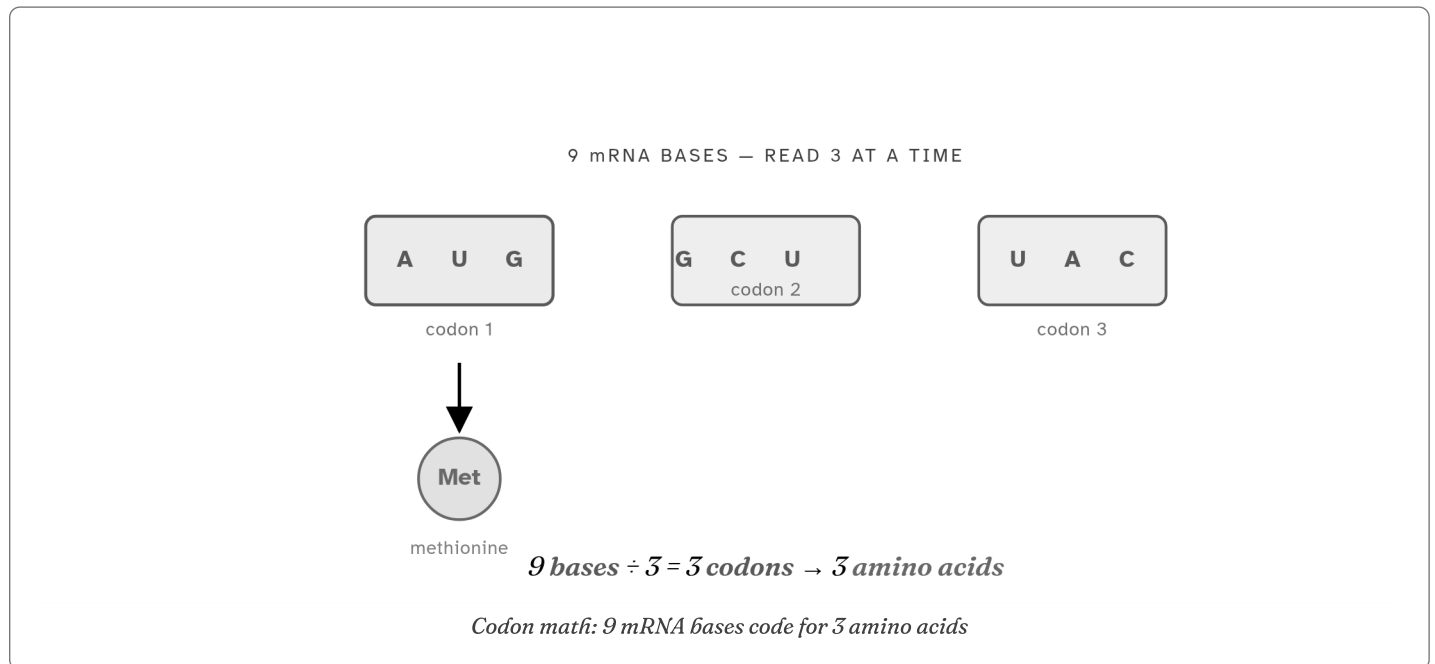 9 mRNA BASES — READ 3 AT A TIME
A U G
G C U
U A C
codon 2
codon 1
codon 3
Met
methionine
9 bases ÷ 3 = 3 codons → 3 amino acids
Codon math: 9 mRNA bases code for 3 amino acids